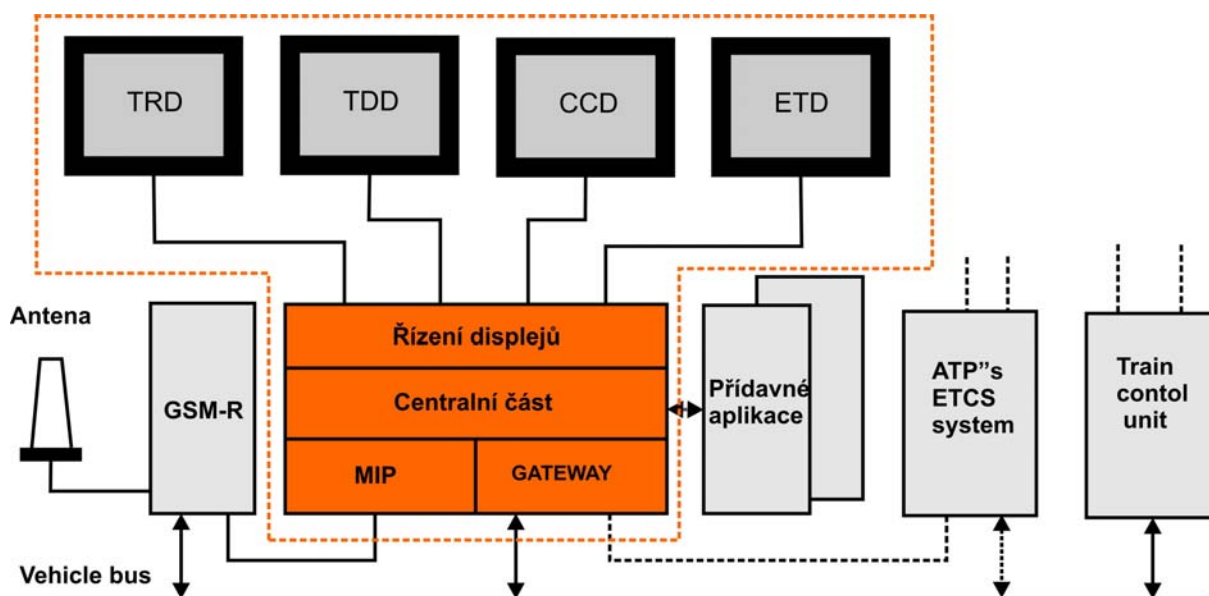 TRD
TDD
CCD
ETD
Antena
GSM-R
Řízení displejů
Centralní část
MIP
GATEWAY
Přídavné
aplikace
ATP”s
ETCS
system
Train
contol
unit
Vehicle bus